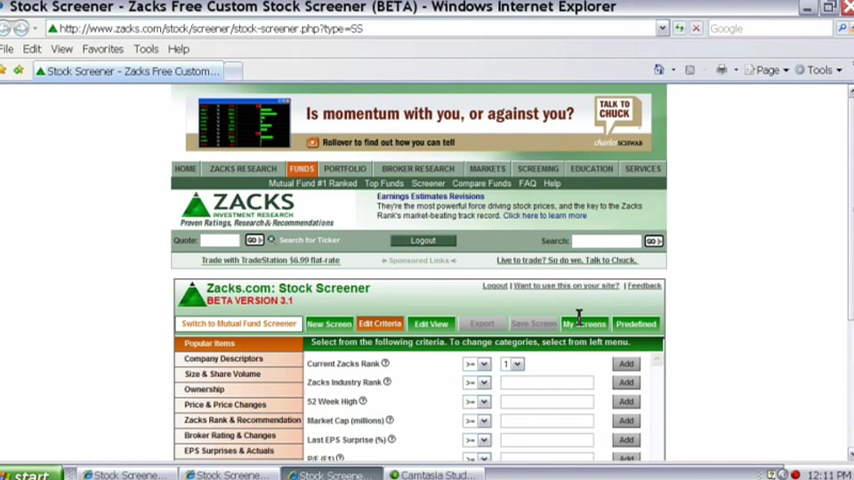 Stock Screener - Zacks Free Custom Stock Screener (BETA) - Windows Internet Explorer
http://www.zacks.com/stock/screener/stock-screener.php?type=SS
Google
File Edit View Favorites Tools Help
Stock Screener - Zacks Free Custom...
Page Tools
Is momentum with you, or against you?
Rollover to find out how you can tell
TALK TO CHUCK
charles SCHWAB
HOME ZACKS RESEARCH FUNDS PORTFOLIO BROKER RESEARCH MARKETS SCREENING EDUCATION SERVICES
Mutual Fund #1 Ranked Top Funds Screener Compare Funds FAQ Help
ZACKS
INVESTMENT RESEARCH
Proven Ratings, Research & Recommendations
Earnings Estimates Revisions
They're the most powerful force driving stock prices, and the key to the Zacks
Rank's market-beating track record. Click here to learn more
Quote: GO Search for Ticker Logout Search: GO
Trade with TradeStation $6.99 flat-rate Sponsored Links Live to trade? So do we. Talk to Chuck.
Zacks.com: Stock Screener
BETA VERSION 3.1
Logout | Want to use this on your site? | Feedback
Switch to Mutual Fund Screener New Screen Edit Criteria Edit View Export Save Screen My Screens Predefined
Popular Items
Select from the following criteria. To change categories, select from left menu.
Company Descriptors
Size & Share Volume
Ownership
Price & Price Changes
Zacks Rank & Recommendation
Broker Rating & Changes
EPS Surprises & Actuals
Current Zacks Rank >= 1 Add
Zacks Industry Rank >= Add
52 Week High >= Add
Market Cap (millions) >= Add
Last EPS Surprise (%) >= Add
P/E (F1) >= Add
start Stock Screene... Stock Screene... Stock Screene... Camtasia Stud... 12:11 PM